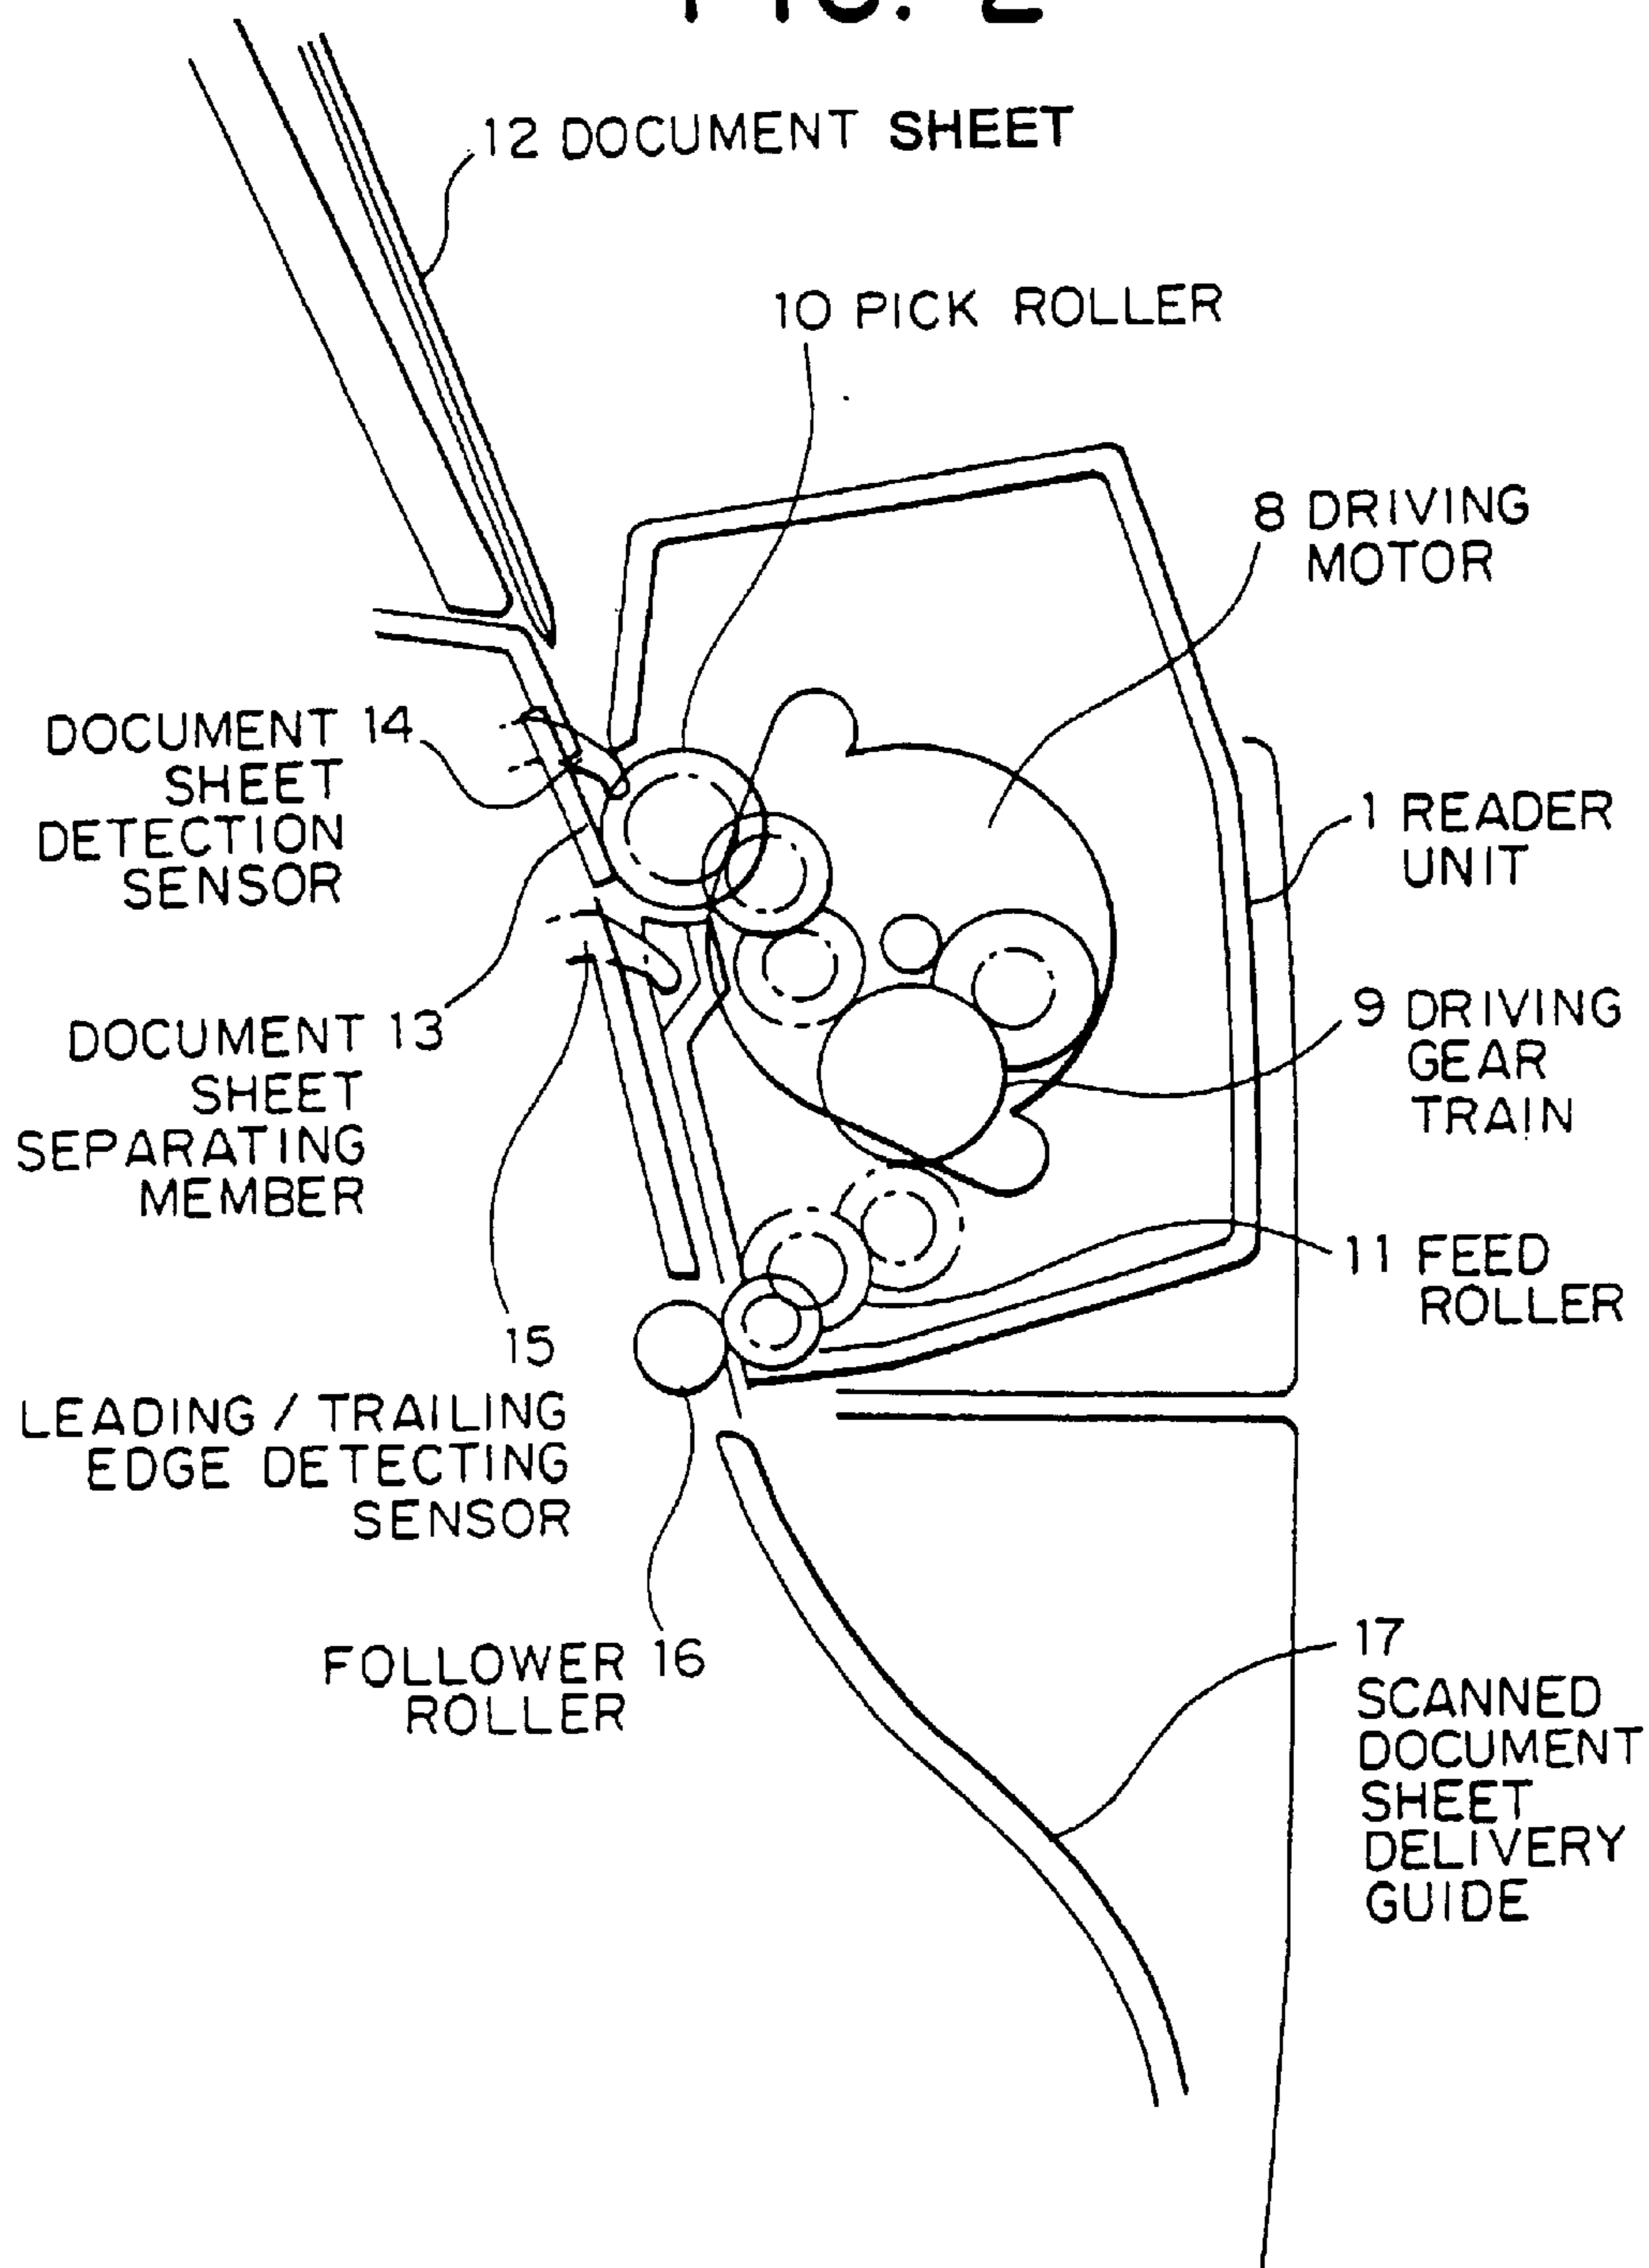 FIG. 2
12 DOCUMENT SHEET
10 PICK ROLLER
8 DRIVING
MOTOR
DOCUMENT 14
SHEET
DETECTION
SENSOR
1 READER
UNIT
DOCUMENT 13
SHEET
SEPARATING
MEMBER
9 DRIVING
GEAR
TRAIN
11 FEED
ROLLER
15
LEADING / TRAILING
EDGE DETECTING
SENSOR
FOLLOWER 16
ROLLER
17
SCANNED
DOCUMENT
SHEET
DELIVERY
GUIDE